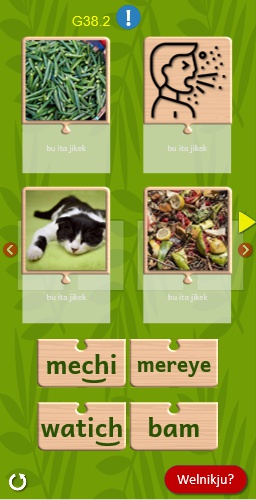 G38.2
bu ita jikek
bu ita jikek
bu ita jikek
bu ita jikek
mechi
mereye
watich
bam
Welnikju?